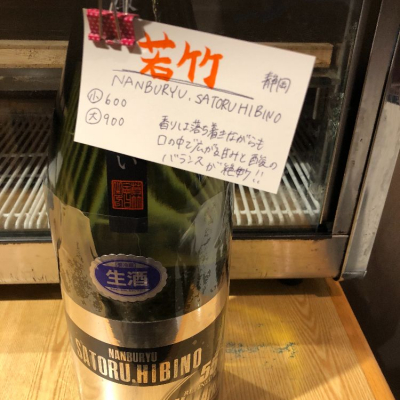 若竹
静岡
NANBURYU. SATORU HIBINO
小 600
大 900
香りは落ち着きながらも
口の中で広がる甘みと酸の
バランスが絶妙!!
い
生酒
NANBURYU
SATORU.HIBINO